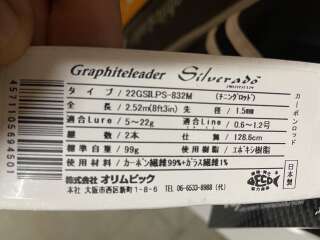 Graphiteleader Silverado
タイプ／22GSILPS-832M (チニングロッド)
全長／2.52m(8ft3in) 先径／1.5mm
適合Lure／5～22g 適合Line／0.6～1.2号
継数／2本 仕舞／128.6cm
標準自重／99g 使用樹脂／エポキシ樹脂
使用材料／カーボン繊維99%+ガラス繊維1%
株式会社 オリムピック
本社／大阪市西区新町1-8-6 TEL 06-6533-8988 (代)
カーボンロッド
日本製
4571105694501